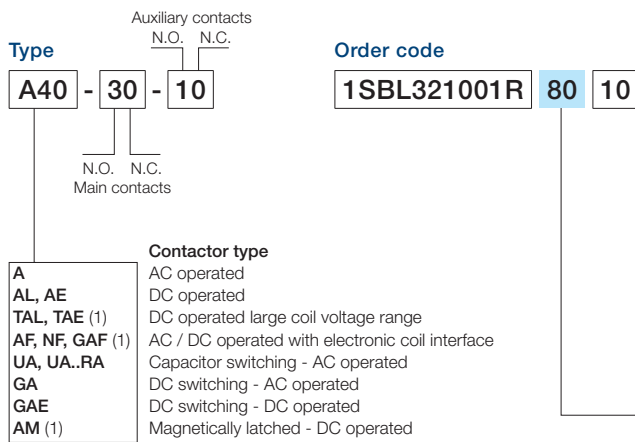 Auxiliary contacts
N.O. N.C.
Type
A40 - 30 - 10
N.O. N.C.
Main contacts
Order code
1SBL321001R 80 10
Contactor type
A AC operated
AL, AE DC operated
TAL, TAE (1) DC operated large coil voltage range
AF, NF, GAF (1) AC / DC operated with electronic coil interface
UA, UA..RA Capacitor switching - AC operated
GA DC switching - AC operated
GAE DC switching - DC operated
AM (1) Magnetically latched - DC operated